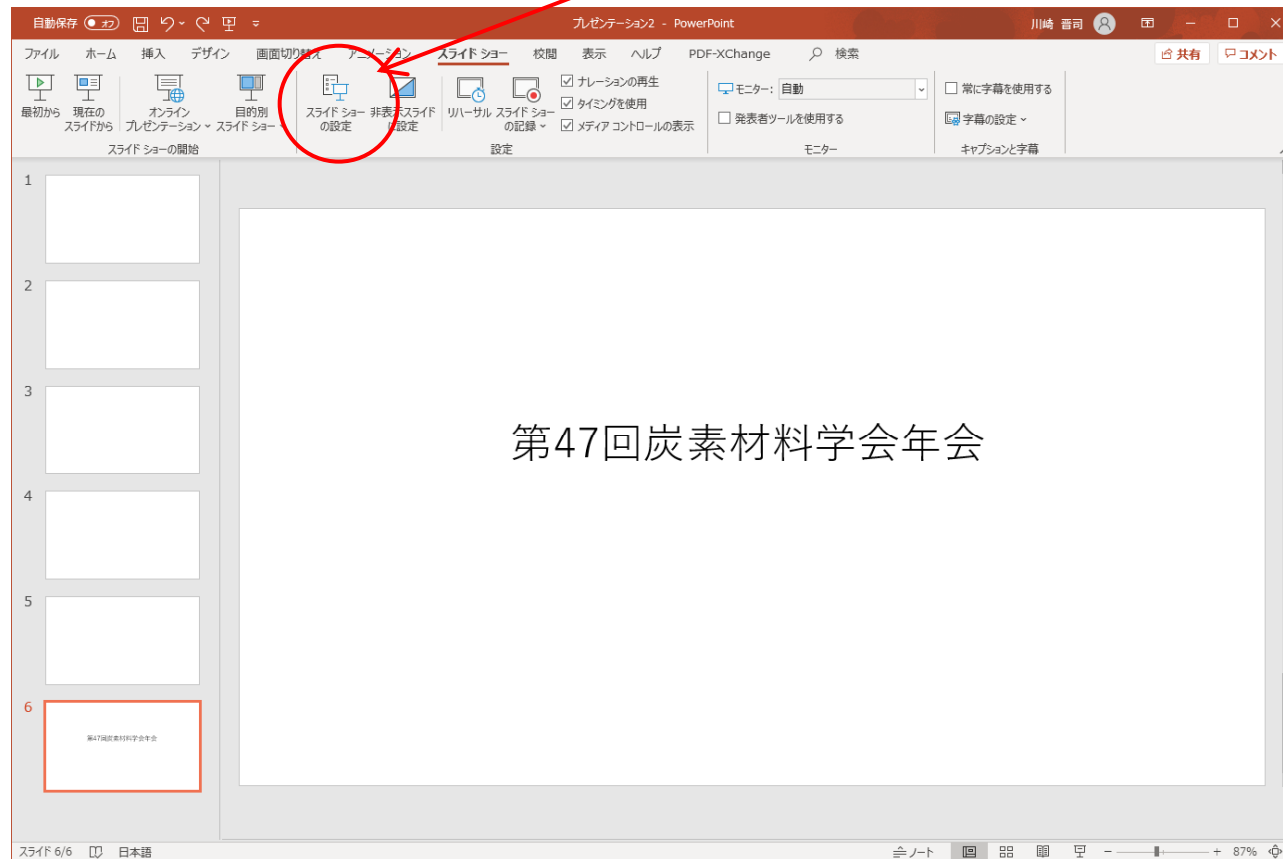 自動保存 オフ プレゼンテーション2 - PowerPoint 川崎 晋司
ファイル ホーム 挿入 デザイン 画面切り替え アニメーション スライド ショー 校閲 表示 ヘルプ PDF-XChange 検索 共有 コメント
最初から
現在の
スライドから
オンライン
プレゼンテーション
目的別
スライド ショー
スライド ショーの開始
スライド ショー
の設定
非表示スライド
に設定
リハーサル
スライド ショー
の記録
ナレーションの再生
タイミングを使用
メディア コントロールの表示
設定
モニター: 自動
発表者ツールを使用する
モニター
常に字幕を使用する
字幕の設定
キャプションと字幕
1
2
3
4
5
6
第47回炭素材料学会年会
第47回炭素材料学会年会
スライド 6/6 日本語 ノート 87%